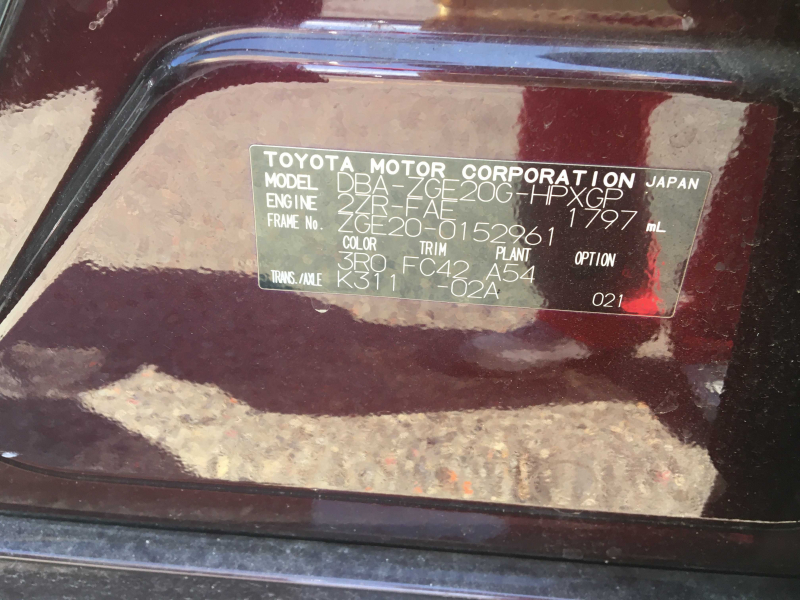 TOYOTA MOTOR CORPORATION JAPAN
MODEL DBA-ZGE20G-HPXGP
ENGINE 2ZR-FAE 1797 mL
FRAME No. ZGE20-0152961
COLOR TRIM PLANT OPTION
3R0 FC42 A54
TRANS./AXLE K311 -02A 021